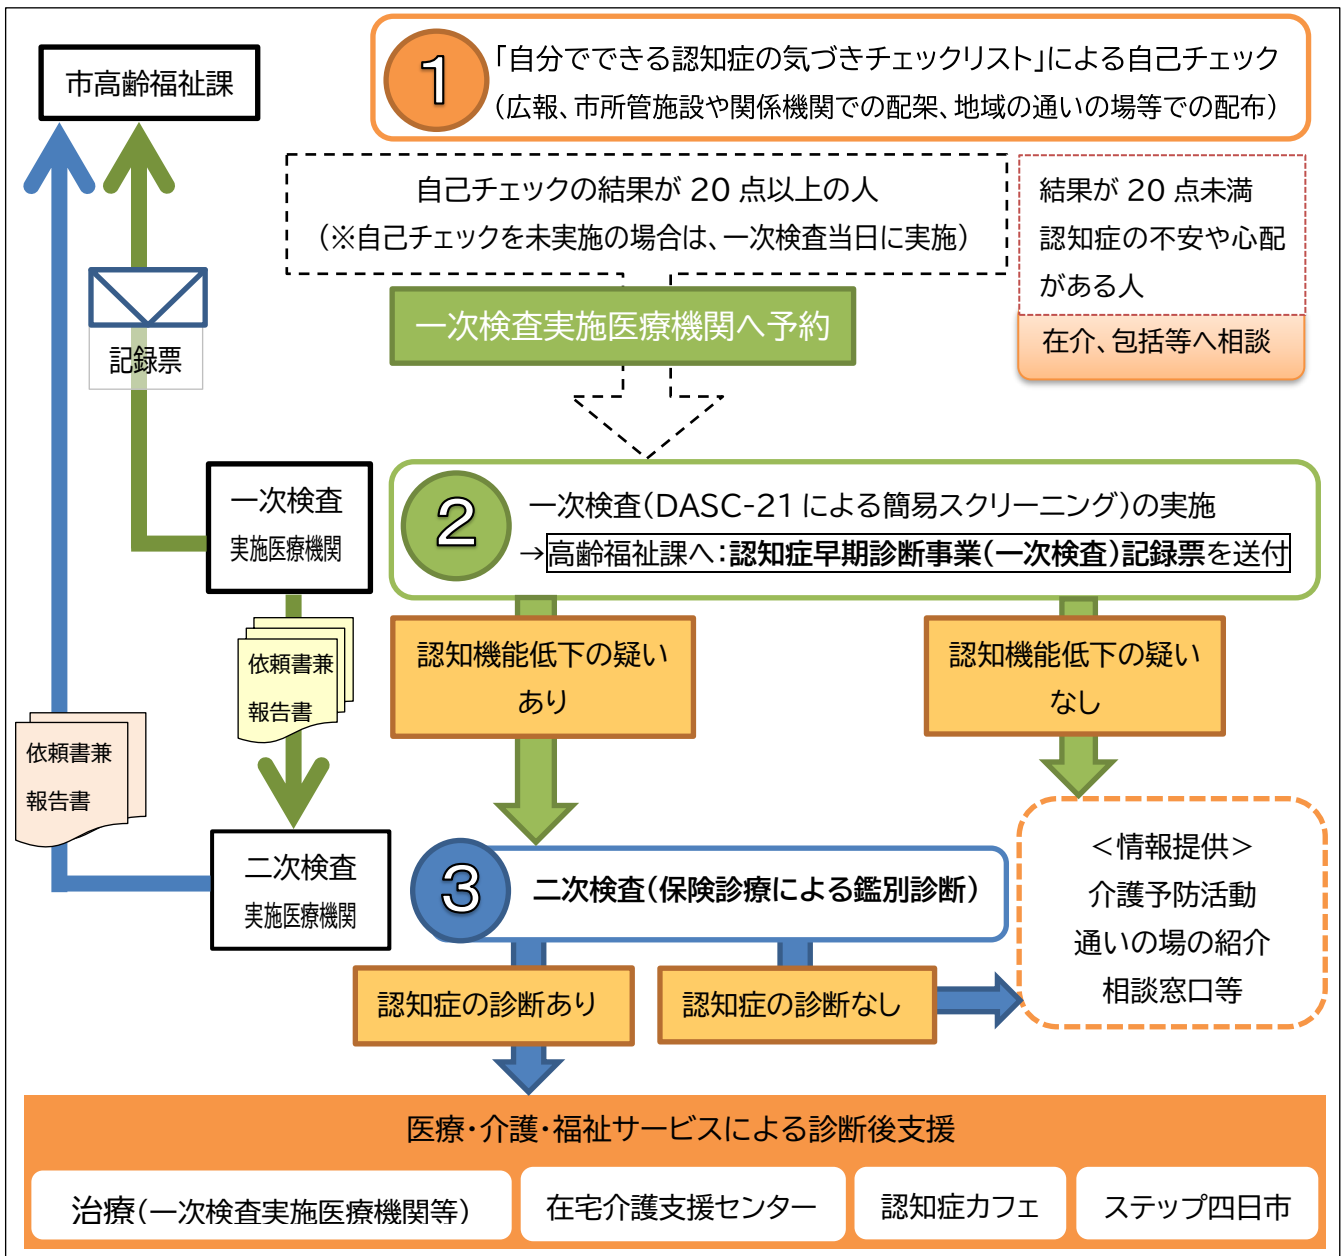 市高齢福祉課
1
「自分でできる認知症の気づきチェックリスト」による自己チェック
(広報、市所管施設や関係機関での配架、地域の通いの場等での配布)
自己チェックの結果が 20 点以上の人
(※自己チェックを未実施の場合は、一次検査当日に実施)
結果が 20 点未満
認知症の不安や心配
がある人
在介、包括等へ相談
一次検査実施医療機関へ予約
記録票
一次検査
実施医療機関
2
一次検査(DASC-21 による簡易スクリーニング)の実施
→高齢福祉課へ:認知症早期診断事業(一次検査)記録票を送付
依頼書兼
報告書
認知機能低下の疑い
あり
認知機能低下の疑い
なし
依頼書兼
報告書
二次検査
実施医療機関
3
二次検査(保険診療による鑑別診断)
<情報提供>
介護予防活動
通いの場の紹介
相談窓口等
認知症の診断あり
認知症の診断なし
医療・介護・福祉サービスによる診断後支援
治療(一次検査実施医療機関等)
在宅介護支援センター
認知症カフェ
ステップ四日市